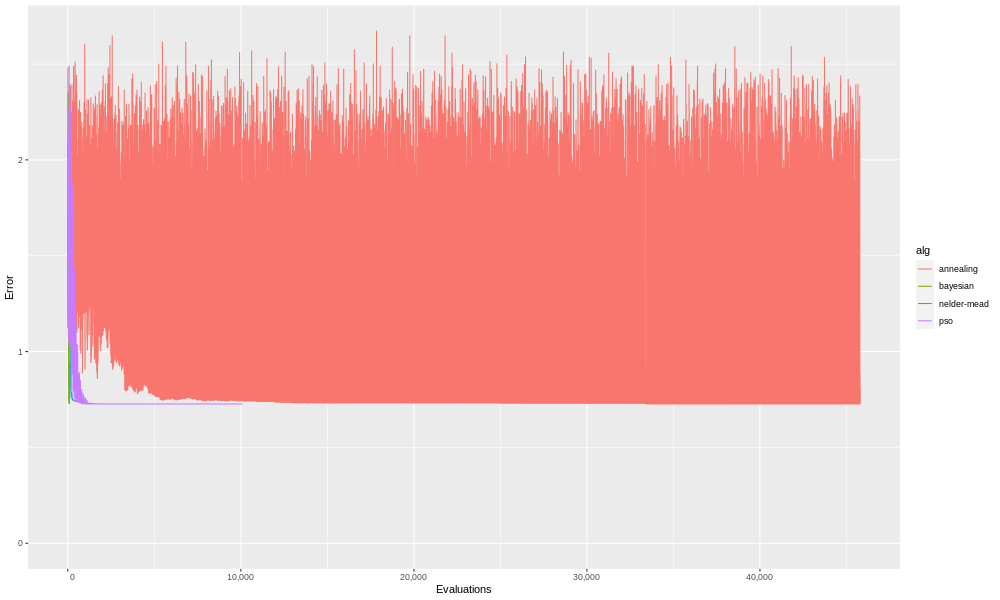 Error
2
1
0
0
10,000
20,000
30,000
40,000
Evaluations
alg
annealing
bayesian
nelder-mead
pso